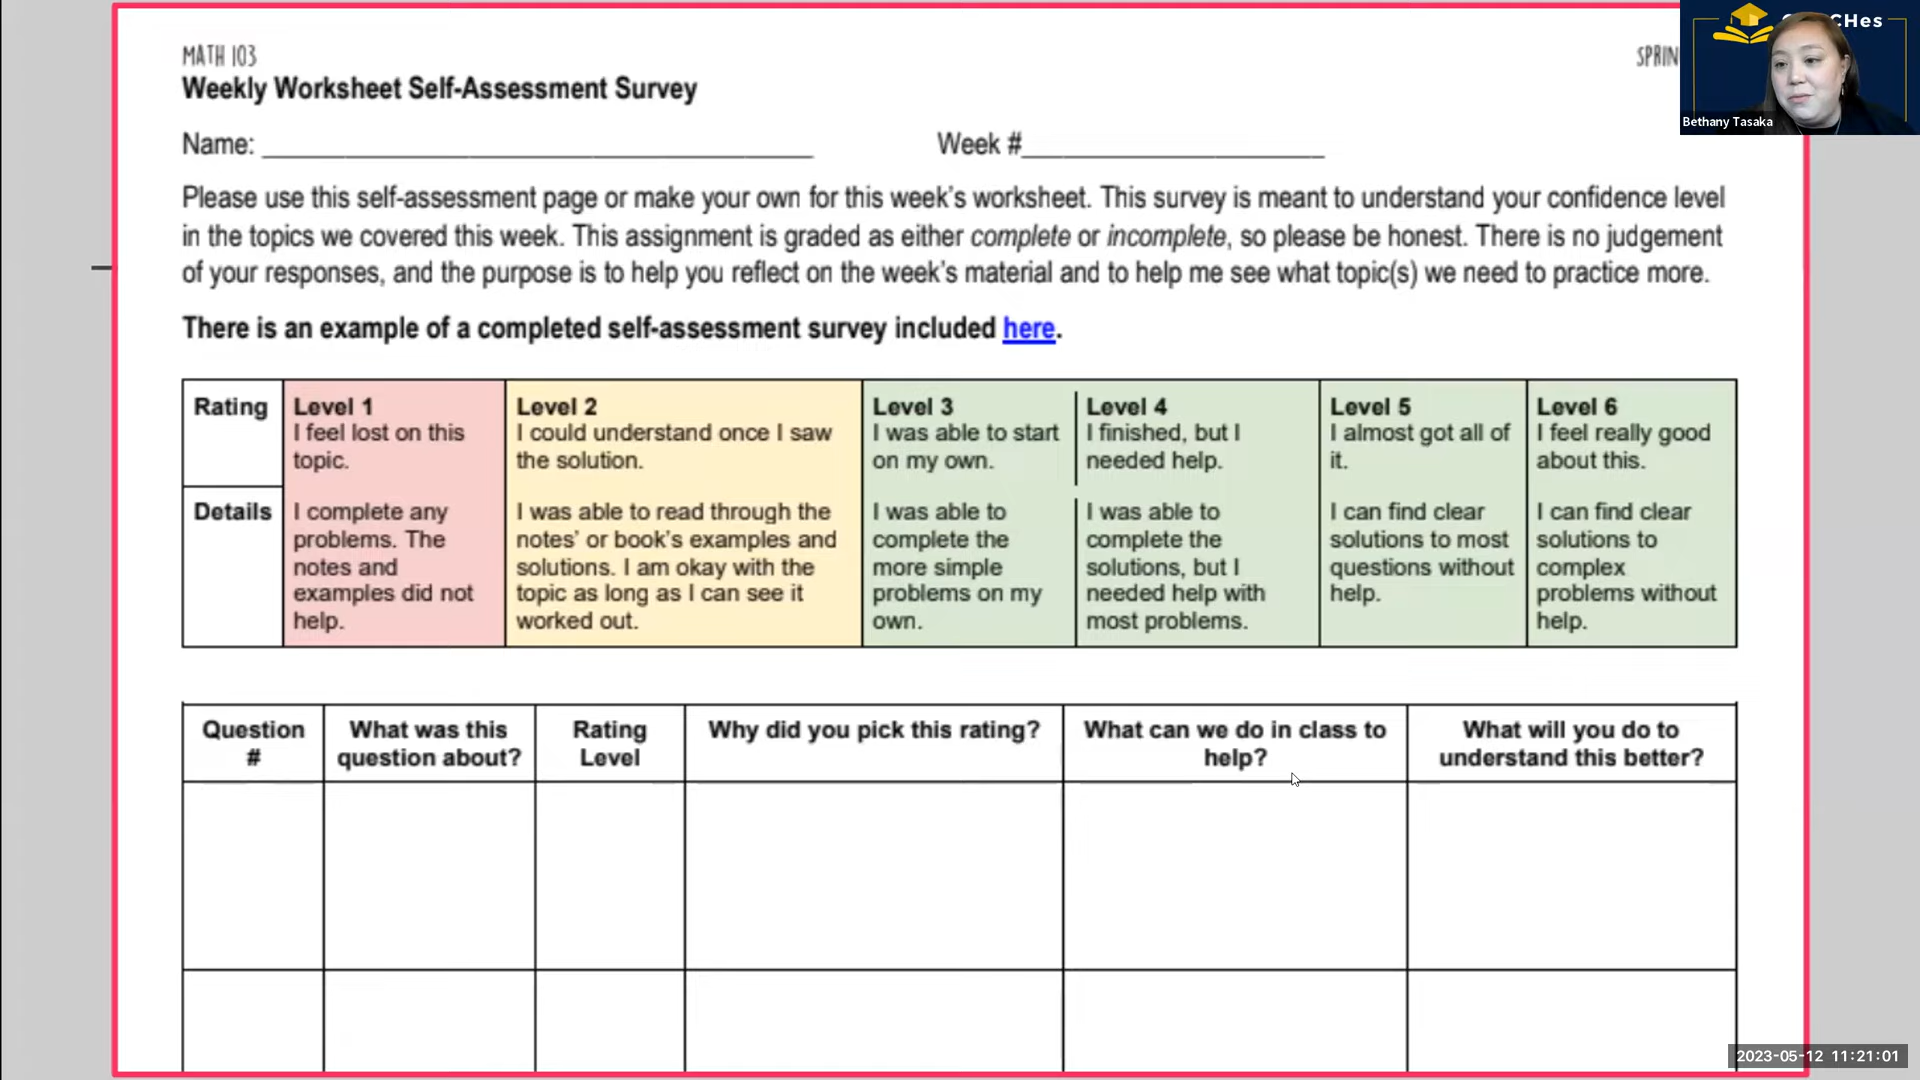 MATH 103
Weekly Worksheet Self-Assessment Survey
Name:
Week #
Please use this self-assessment page or make your own for this week's worksheet. This survey is meant to understand your confidence level
in the topics we covered this week. This assignment is graded as either complete or incomplete, so please be honest. There is no judgement
of your responses, and the purpose is to help you reflect on the week's material and to help me see what topic(s) we need to practice more.
There is an example of a completed self-assessment survey included here.
Rating
Level 1
I feel lost on this
topic.
Level 2
I could understand once I saw
the solution.
Level 3
I was able to start
on my own.
Level 4
I finished, but I
needed help.
Level 5
I almost got all of
it.
Level 6
I feel really good
about this.
Details
I complete any
problems. The
notes and
examples did not
help.
I was able to read through the
notes' or book's examples and
solutions. I am okay with the
topic as long as I can see it
worked out.
I was able to
complete the
more simple
problems on my
own.
I was able to
complete the
solutions, but I
needed help with
most problems.
I can find clear
solutions to most
questions without
help.
I can find clear
solutions to
complex
problems without
help.
Question
#
What was this
question about?
Rating
Level
Why did you pick this rating?
What can we do in class to
help?
What will you do to
understand this better?
Bethany Tasaka
2023-05-12 11:21:01